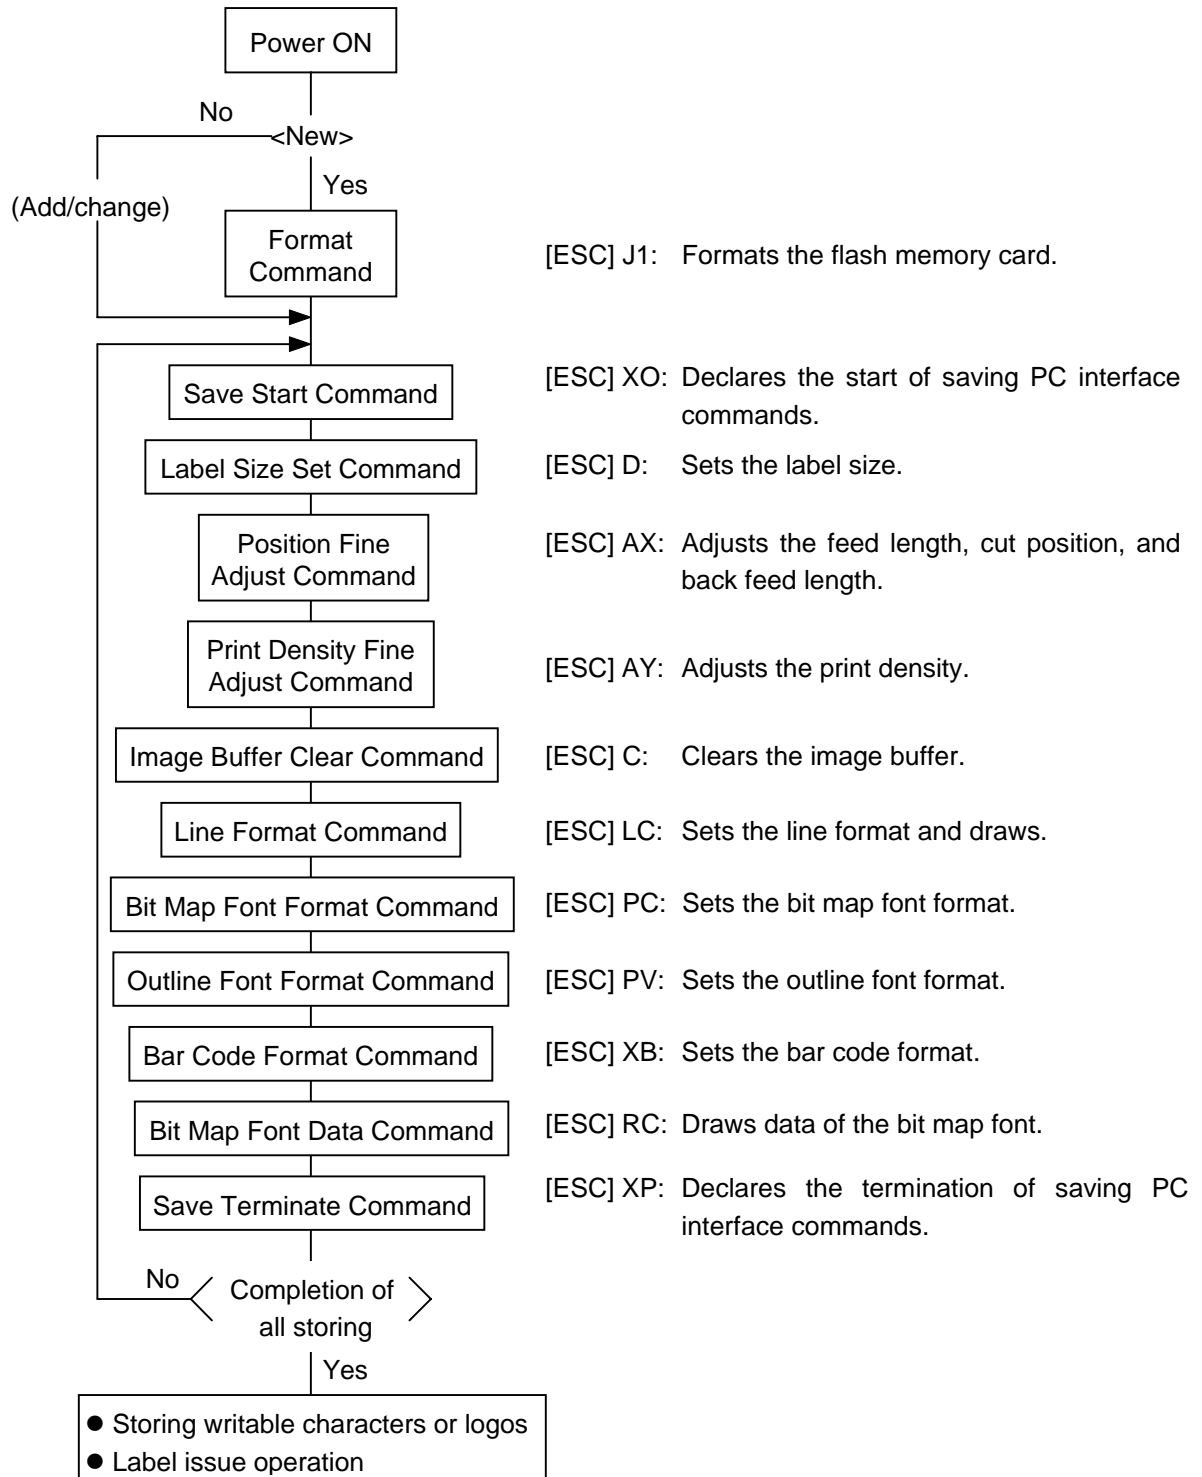 Power ON
No
<New>
Yes
(Add/change)
Format
Command
[ESC] J1: Formats the flash memory card.
Save Start Command
[ESC] XO: Declares the start of saving PC interface
commands.
Label Size Set Command
[ESC] D: Sets the label size.
Position Fine
Adjust Command
[ESC] AX: Adjusts the feed length, cut position, and
back feed length.
Print Density Fine
Adjust Command
[ESC] AY: Adjusts the print density.
Image Buffer Clear Command
[ESC] C: Clears the image buffer.
Line Format Command
[ESC] LC: Sets the line format and draws.
Bit Map Font Format Command
[ESC] PC: Sets the bit map font format.
Outline Font Format Command
[ESC] PV: Sets the outline font format.
Bar Code Format Command
[ESC] XB: Sets the bar code format.
Bit Map Font Data Command
[ESC] RC: Draws data of the bit map font.
Save Terminate Command
[ESC] XP: Declares the termination of saving PC
interface commands.
No
Completion of
all storing
Yes
● Storing writable characters or logos
● Label issue operation